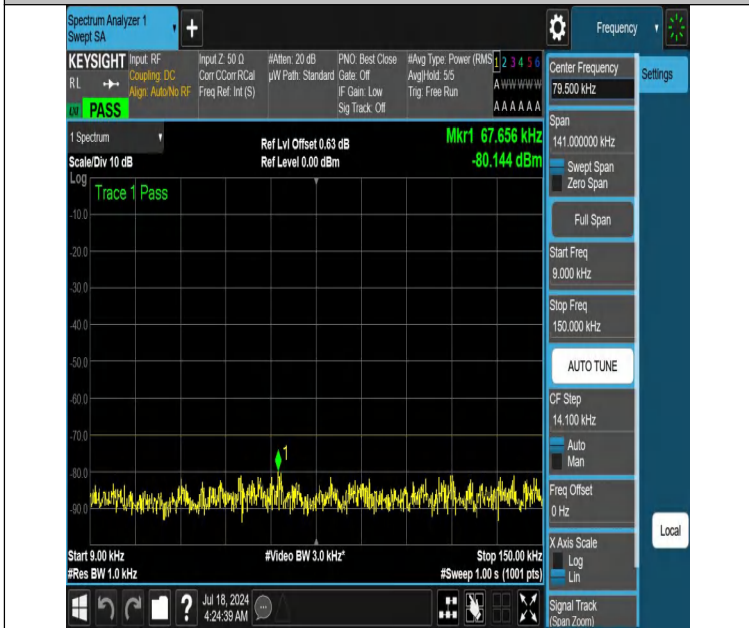 Spectrum Analyzer 1
Swept SA
+
Frequency
KEYSIGHT
RL
PASS
Input: RF
Coupling: DC
Align: Auto/No RF
Input Z: 50 Ω
Corr CCorr RCal
Freq Ref: Int (S)
#Atten: 20 dB
µW Path: Standard
PNO: Best Close
Gate: Off
IF Gain: Low
Sig Track: Off
#Avg Type: Power (RMS
Avg|Hold: 5/5
Trig: Free Run
1 2 3 4 5 6
A W W W W W
A A A A A A
1 Spectrum
Scale/Div 10 dB
Ref Lvl Offset 0.63 dB
Ref Level 0.00 dBm
Mkr1 67.656 kHz
-80.144 dBm
Log
Trace 1 Pass
-10.0
-20.0
-30.0
-40.0
-50.0
-60.0
-70.0
-80.0
-90.0
1
Start 9.00 kHz
#Res BW 1.0 kHz
#Video BW 3.0 kHz*
Stop 150.00 kHz
#Sweep 1.00 s (1001 pts)
?
Jul 18, 2024
4:24:39 AM
Center Frequency
79.500 kHz
Settings
Span
141.000000 kHz
Swept Span
Zero Span
Full Span
Start Freq
9.000 kHz
Stop Freq
150.000 kHz
AUTO TUNE
CF Step
14.100 kHz
Auto
Man
Freq Offset
0 Hz
X Axis Scale
Log
Lin
Signal Track
(Span Zoom)
Local